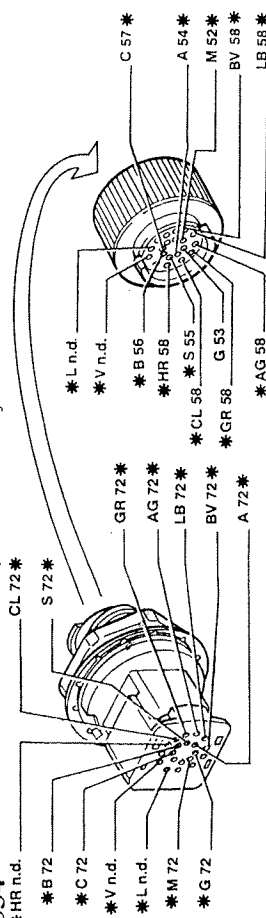 ✱HR n.d.
✱B 72
✱C 72
✱V n.d.
✱L n.d.
✱M 72
✱G 72
CL 72✱
S 72✱
GR 72✱
AG 72✱
LB 72✱
BV 72✱
A 72✱
✱L n.d.
✱V n.d.
✱B 56
✱HR 58
✱S 55
✱CL 58
G 53
✱GR 58
✱AG 58
C 57✱
A 54✱
M 52✱
BV 58✱
LB 58✱